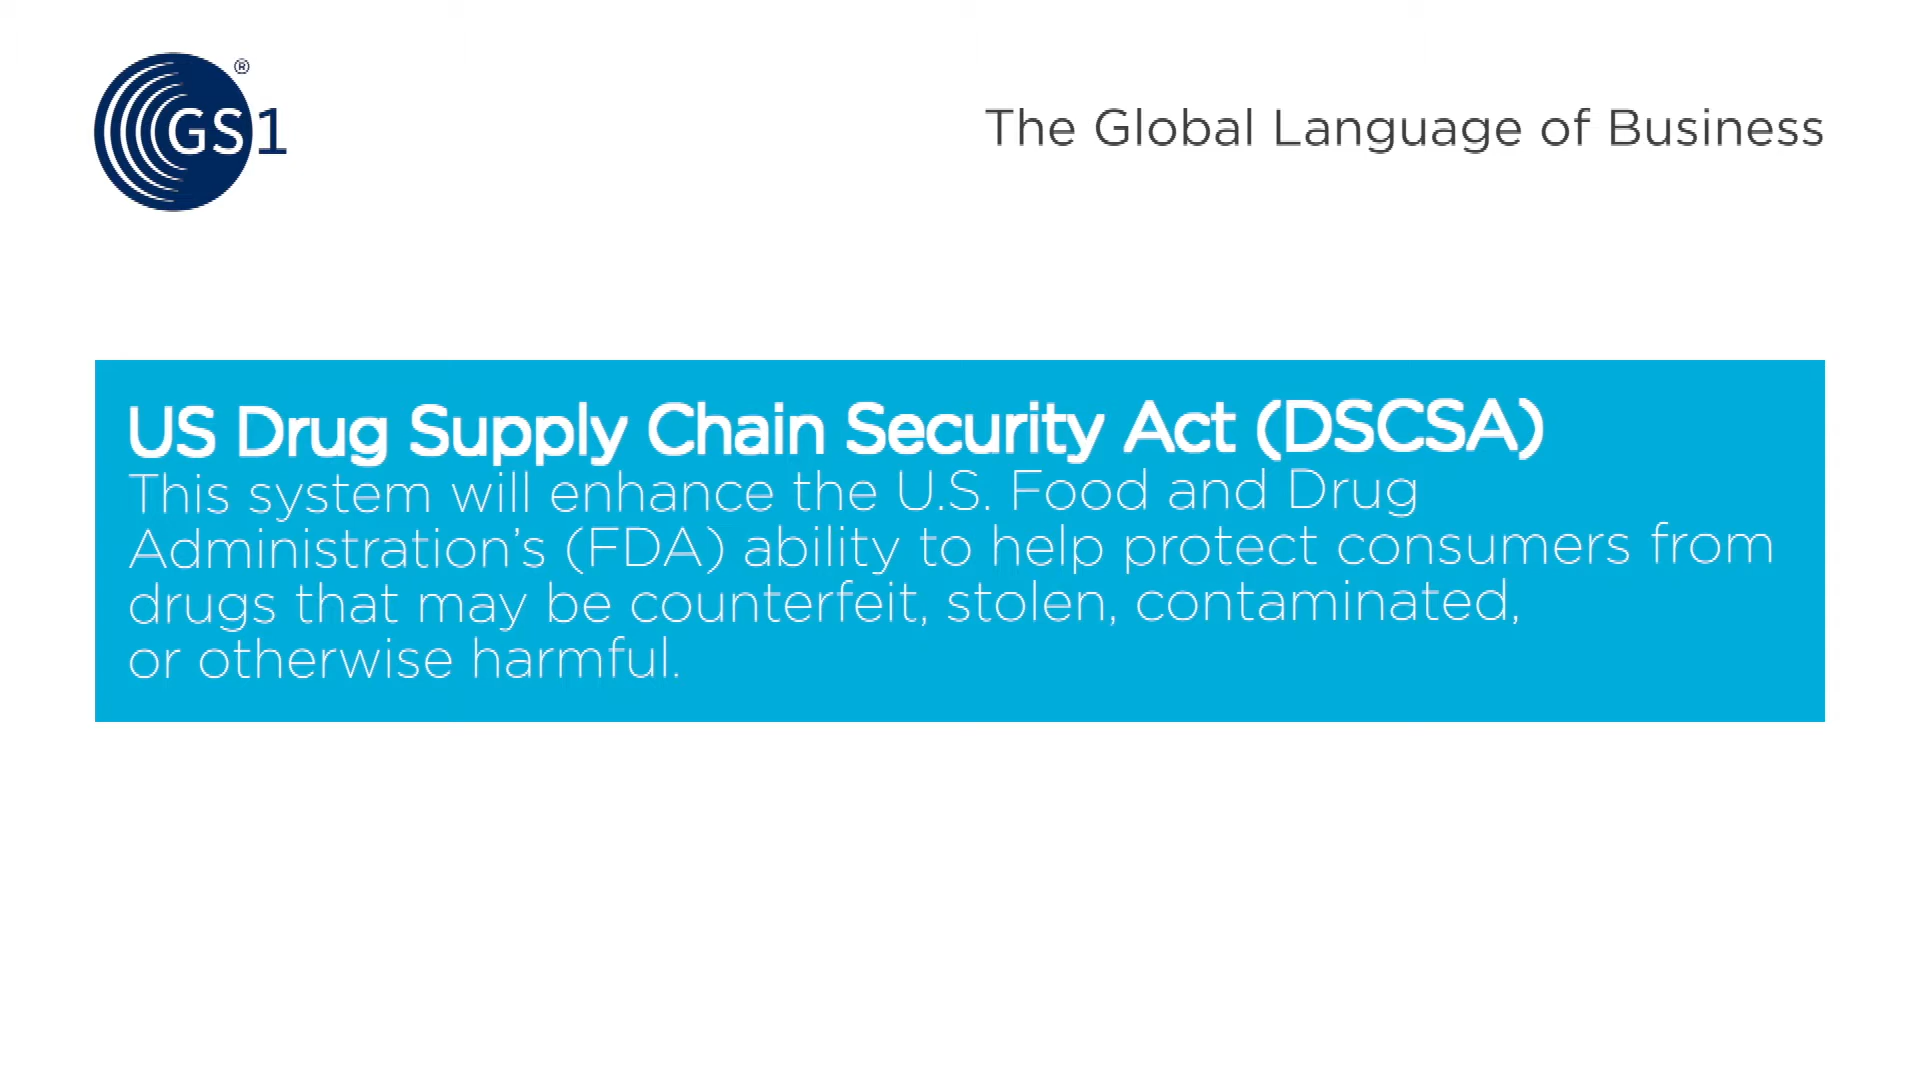 GS1®
The Global Language of Business
US Drug Supply Chain Security Act (DSCSA)
This system will enhance the U.S. Food and Drug
Administration’s (FDA) ability to help protect consumers from
drugs that may be counterfeit, stolen, contaminated,
or otherwise harmful.